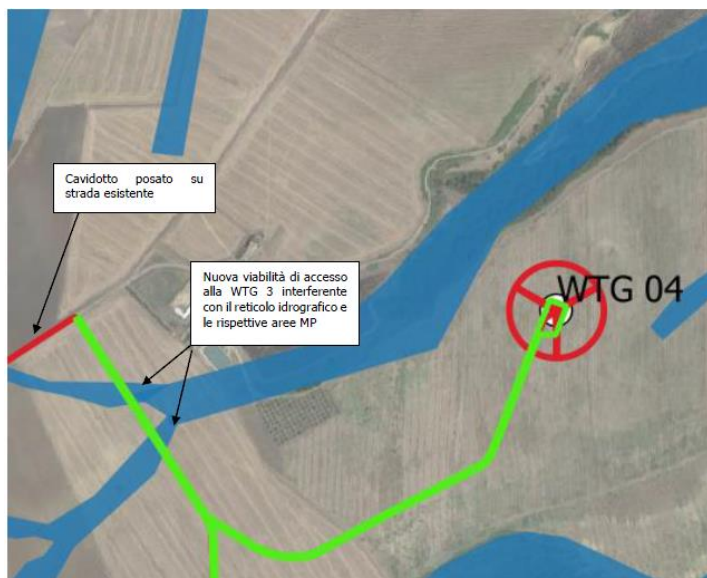 Cavidotto posato su
strada esistente
Nuova viabilità di accesso
alla WTG 3 interferente
con il reticolo idrografico e
le rispettive aree MP
WTG 04